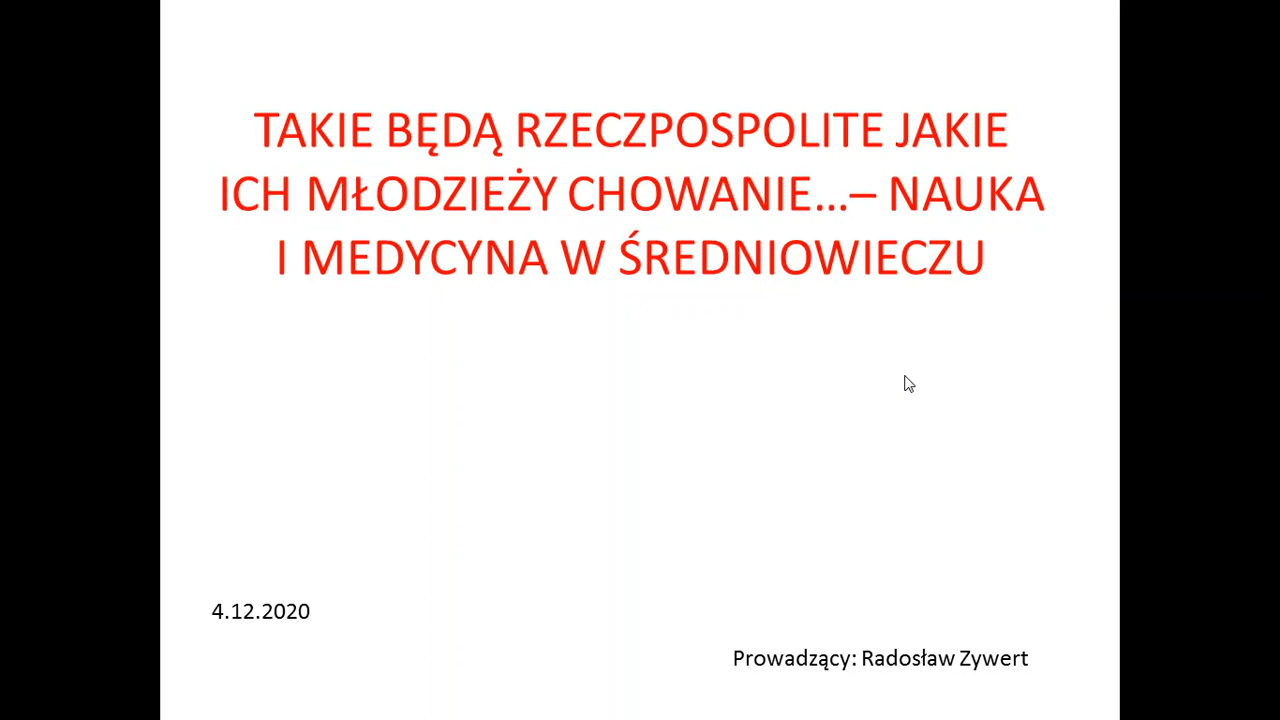 TAKIE BĘDĄ RZECZPOSPOLITE JAKIE
ICH MŁODZIEŻY CHOWANIE...– NAUKA
I MEDYCYNA W ŚREDNIOWIECZU
4.12.2020
Prowadzący: Radosław Zywert